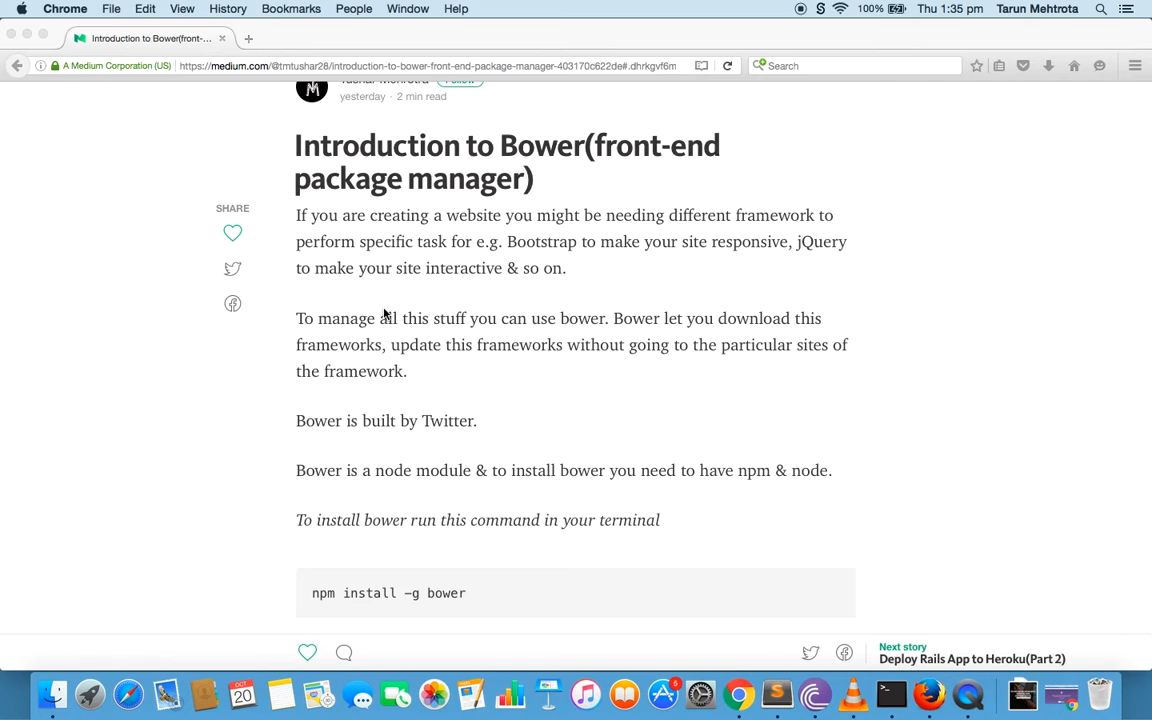 Chrome File Edit View History Bookmarks People Window Help 100% Thu 1:35 pm Tarun Mehrotra
Introduction to Bower(front-...
A Medium Corporation (US) https://medium.com/@tmtushar28/introduction-to-bower-front-end-package-manager-403170c622de#.dhrkgvf6m Search
yesterday · 2 min read
Introduction to Bower(front-end
package manager)
SHARE
If you are creating a website you might be needing different framework to
perform specific task for e.g. Bootstrap to make your site responsive, jQuery
to make your site interactive & so on.
To manage all this stuff you can use bower. Bower let you download this
frameworks, update this frameworks without going to the particular sites of
the framework.
Bower is built by Twitter.
Bower is a node module & to install bower you need to have npm & node.
To install bower run this command in your terminal
npm install -g bower
Next story
Deploy Rails App to Heroku(Part 2)
OCT
20
6